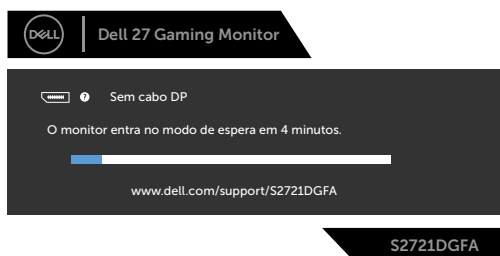 DELL
Dell 27 Gaming Monitor
? Sem cabo DP
O monitor entra no modo de espera em 4 minutos.
www.dell.com/support/S2721DGFA
S2721DGFA